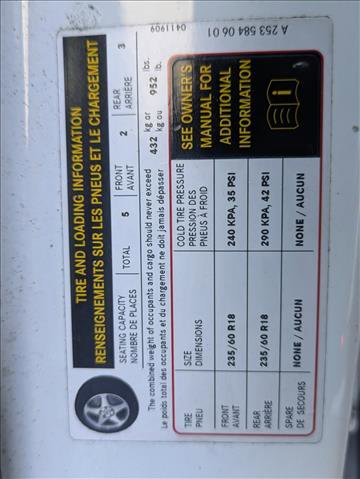 A 253 584 06 01
0411909
TIRE AND LOADING INFORMATION
RENSEIGNEMENTS SUR LES PNEUS ET LE CHARGEMENT
SEATING CAPACITY TOTAL 5 FRONT 2 REAR 3
NOMBRE DE PLACES AVANT ARRIÈRE
The combined weight of occupants and cargo should never exceed 432 kg or 952 lbs.
Le poids total des occupants et du chargement ne doit jamais dépasser kg ou lb.
TIRE SIZE COLD TIRE PRESSURE
PNEU DIMENSIONS PRESSION DES
PNEUS À FROID
FRONT 235/60 R18 240 KPA, 35 PSI
AVANT
REAR 235/60 R18 200 KPA, 42 PSI
ARRIÈRE
SPARE NONE / AUCUN NONE / AUCUN
DE SECOURS
SEE OWNER'S
MANUAL FOR
ADDITIONAL
INFORMATION